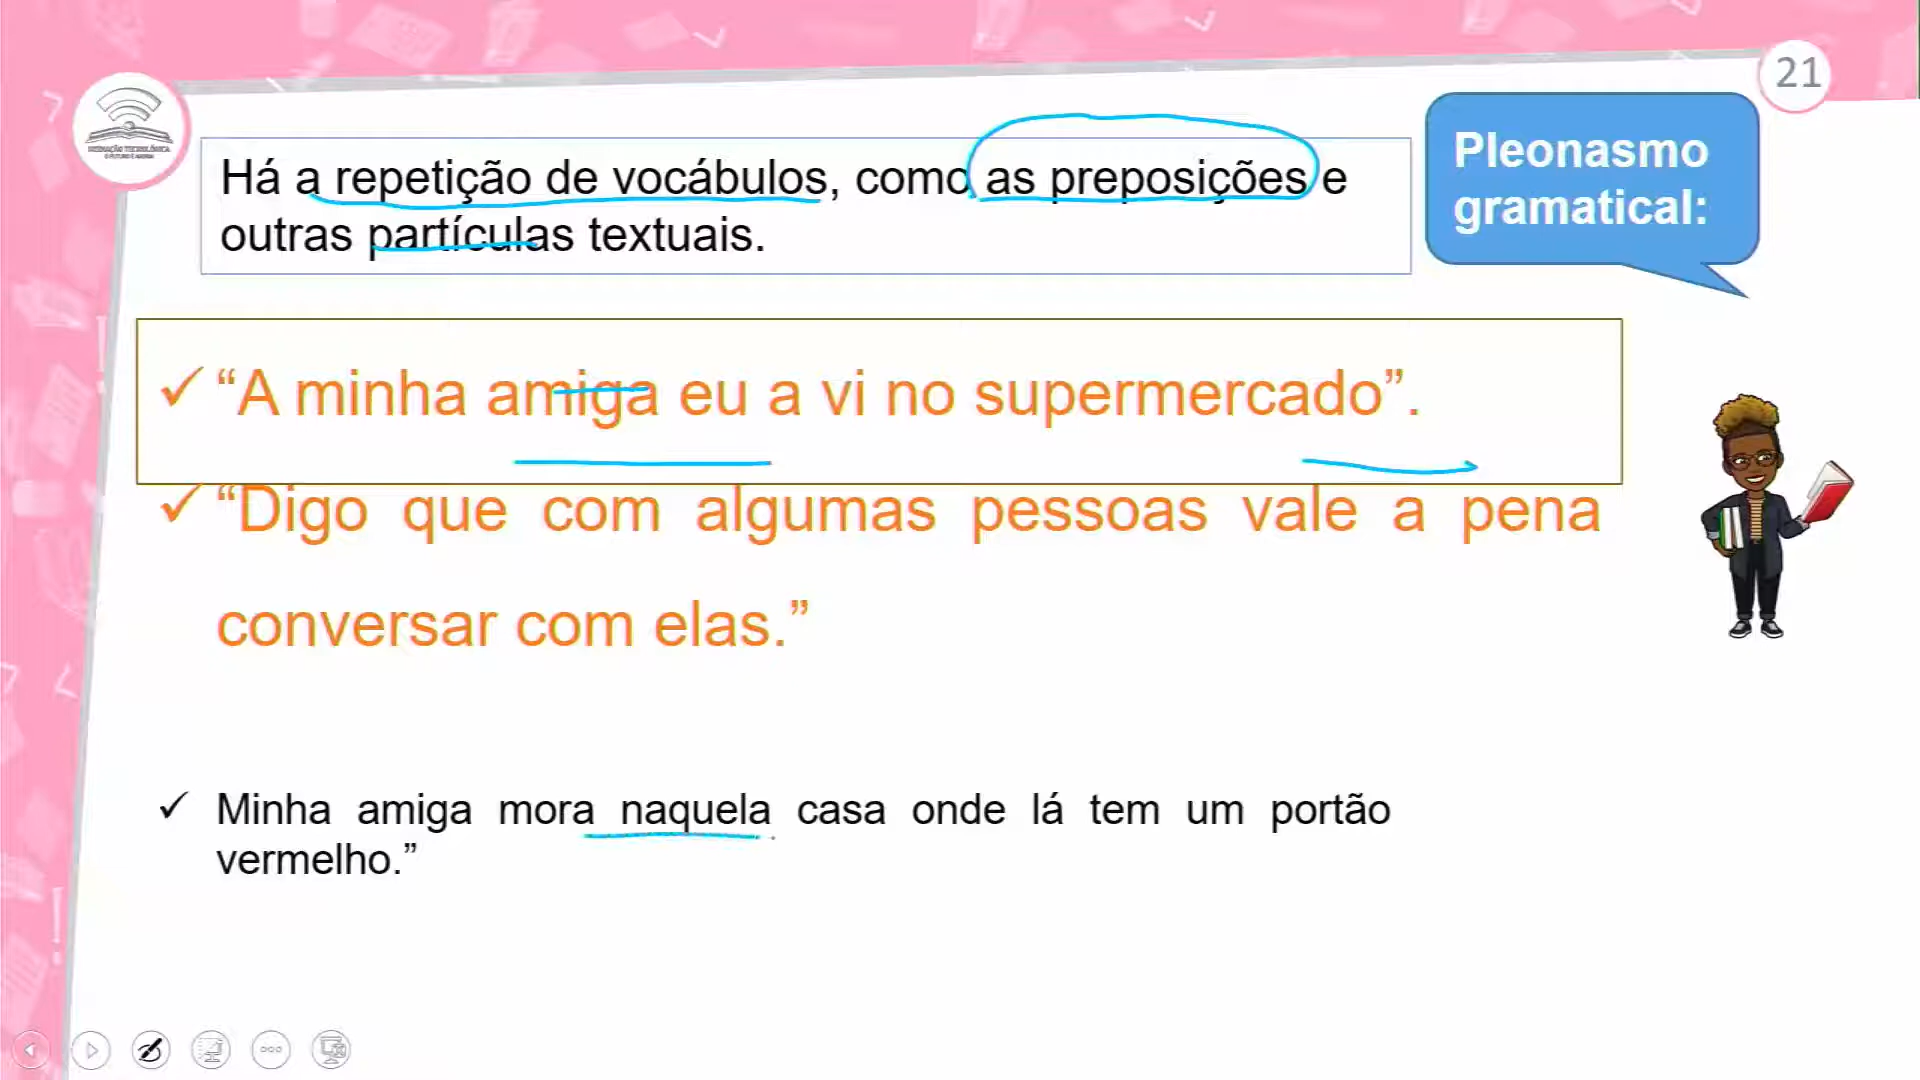 21
Há a repetição de vocábulos, como as preposições e
outras partículas textuais.
Pleonasmo
gramatical:
✓ “A minha amiga eu a vi no supermercado”.
✓ “Digo que com algumas pessoas vale a pena
conversar com elas.”
✓ Minha amiga mora naquela casa onde lá tem um portão
vermelho.”
MEDIAÇÃO TECNOLÓGICA